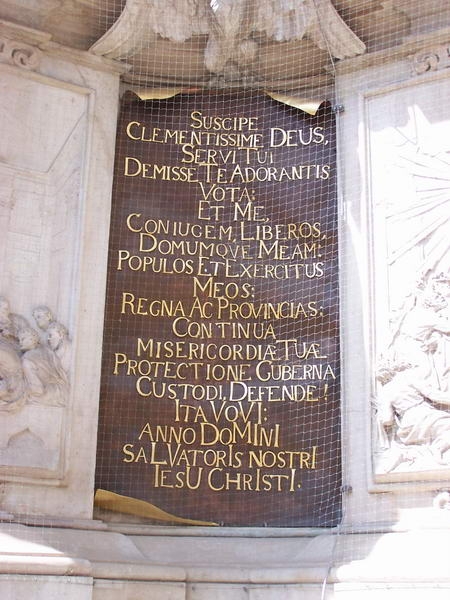 SUSCIPE
CLEMENTISSIME DEUS,
SERVI TUI
DEMISSE TE ADORANTIS
VOTA;
ET ME,
CONIUGEM, LIBEROS,
DOMUMQVE MEAM:
POPULOS ET EXERCITUS
MEOS:
REGNA AC PROVINCIAS:
CONTINUA
MISERICORDIÆ TUÆ
PROTECTIONE GUBERNA
CUSTODI, DEFENDE!
ITA VOVI:
ANNO DOMINI
SALVATORIS NOSTRI
IESU CHRISTI.